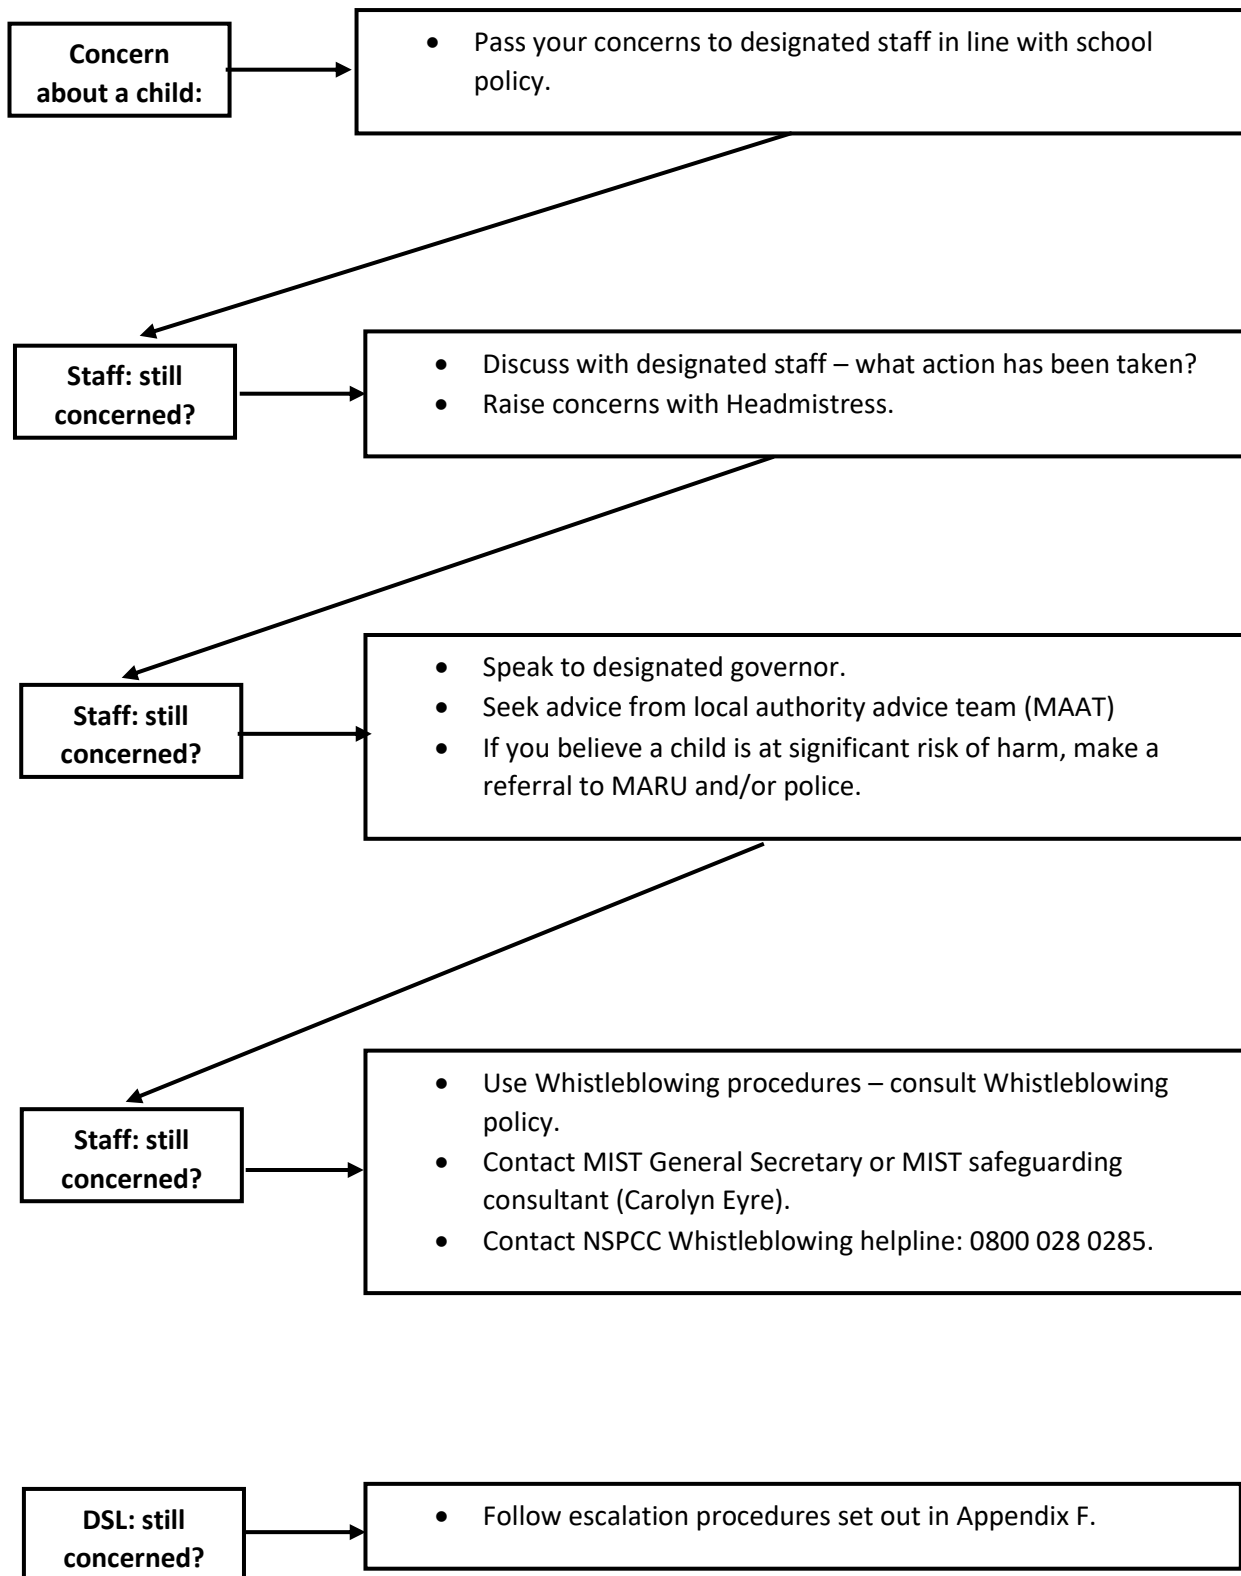 Concern
about a child:
• Pass your concerns to designated staff in line with school
policy.
Staff: still
concerned?
• Discuss with designated staff – what action has been taken?
• Raise concerns with Headmistress.
Staff: still
concerned?
• Speak to designated governor.
• Seek advice from local authority advice team (MAAT)
• If you believe a child is at significant risk of harm, make a
referral to MARU and/or police.
Staff: still
concerned?
• Use Whistleblowing procedures – consult Whistleblowing
policy.
• Contact MIST General Secretary or MIST safeguarding
consultant (Carolyn Eyre).
• Contact NSPCC Whistleblowing helpline: 0800 028 0285.
DSL: still
concerned?
• Follow escalation procedures set out in Appendix F.